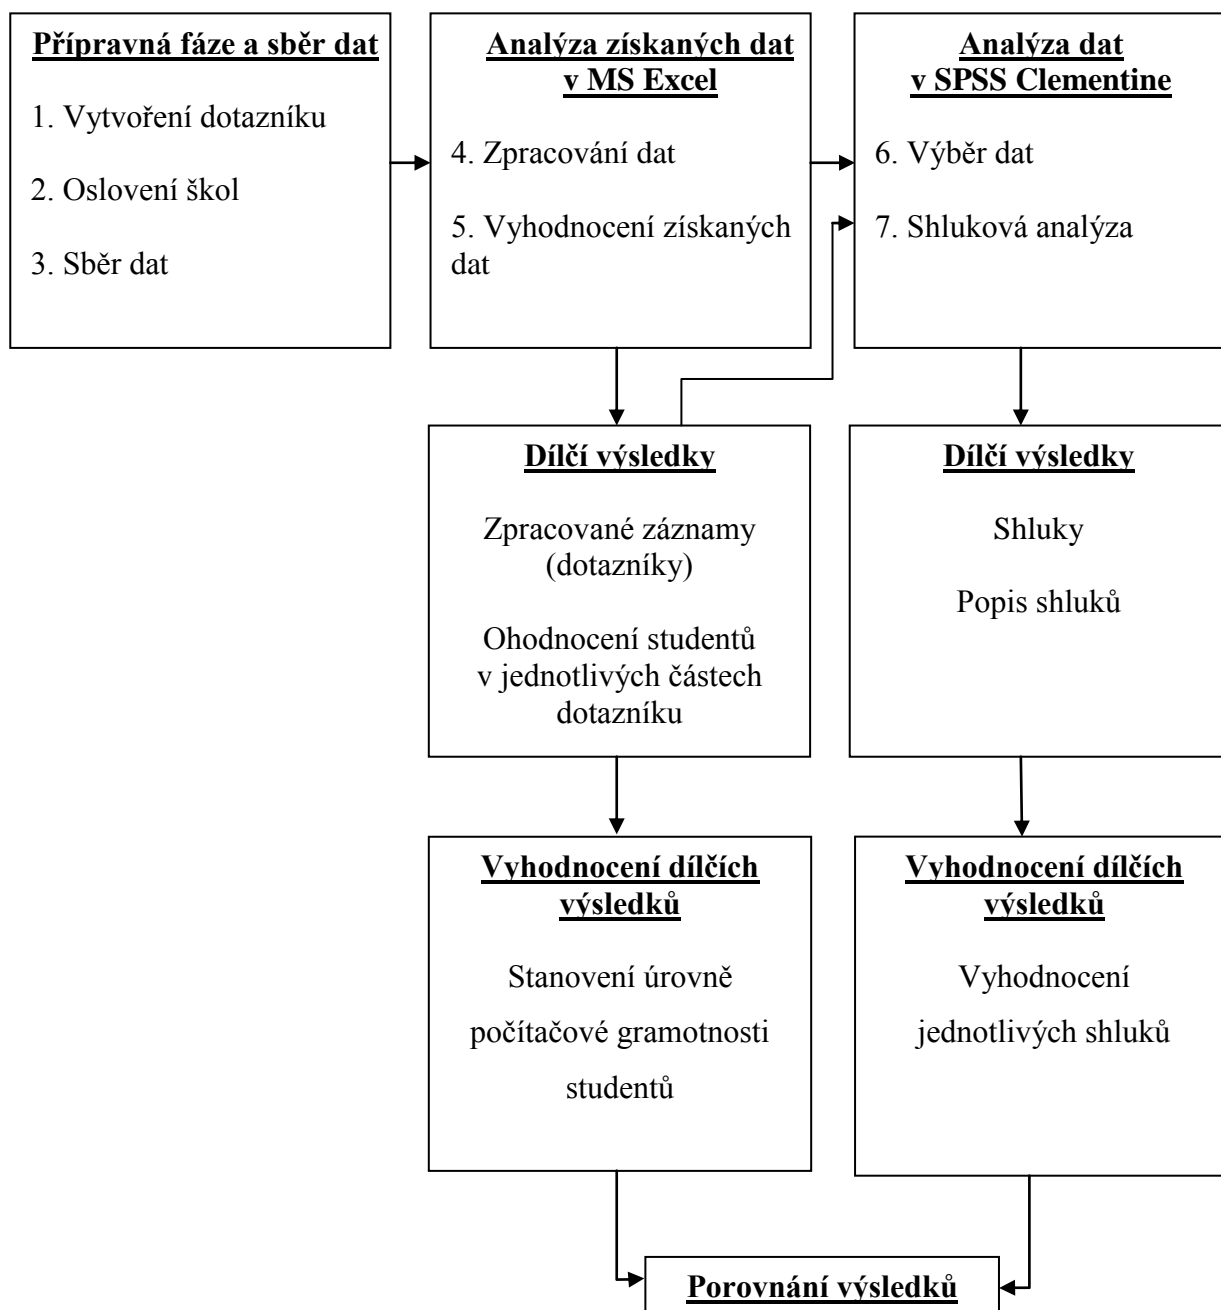 Přípravná fáze a sběr dat
1. Vytvoření dotazníku
2. Oslovení škol
3. Sběr dat
Analýza získaných dat
v MS Excel
4. Zpracování dat
5. Vyhodnocení získaných
dat
Analýza dat
v SPSS Clementine
6. Výběr dat
7. Shluková analýza
Dílčí výsledky
Zpracované záznamy
(dotazníky)
Ohodnocení studentů
v jednotlivých částech
dotazníku
Dílčí výsledky
Shluky
Popis shluků
Vyhodnocení dílčích
výsledků
Stanovení úrovně
počítačové gramotnosti
studentů
Vyhodnocení dílčích
výsledků
Vyhodnocení
jednotlivých shluků
Porovnání výsledků